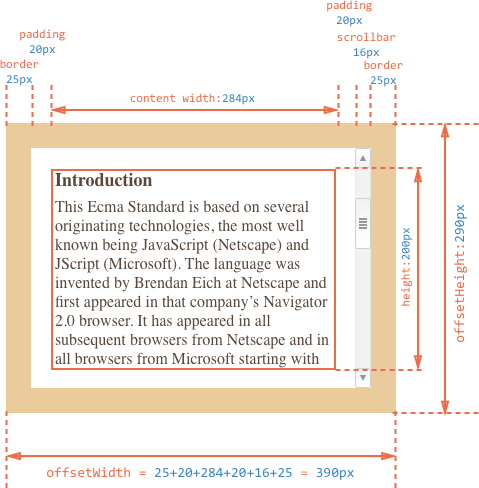 padding
20px
scrollbar
16px
border
25px
padding
20px
border
25px
content width:284px
Introduction
This Ecma Standard is based on several
originating technologies, the most well
known being JavaScript (Netscape) and
JScript (Microsoft). The language was
invented by Brendan Eich at Netscape and
first appeared in that company’s Navigator
2.0 browser. It has appeared in all
subsequent browsers from Netscape and in
all browsers from Microsoft starting with
height:200px
offsetHeight:290px
offsetWidth = 25+20+284+20+16+25 = 390px